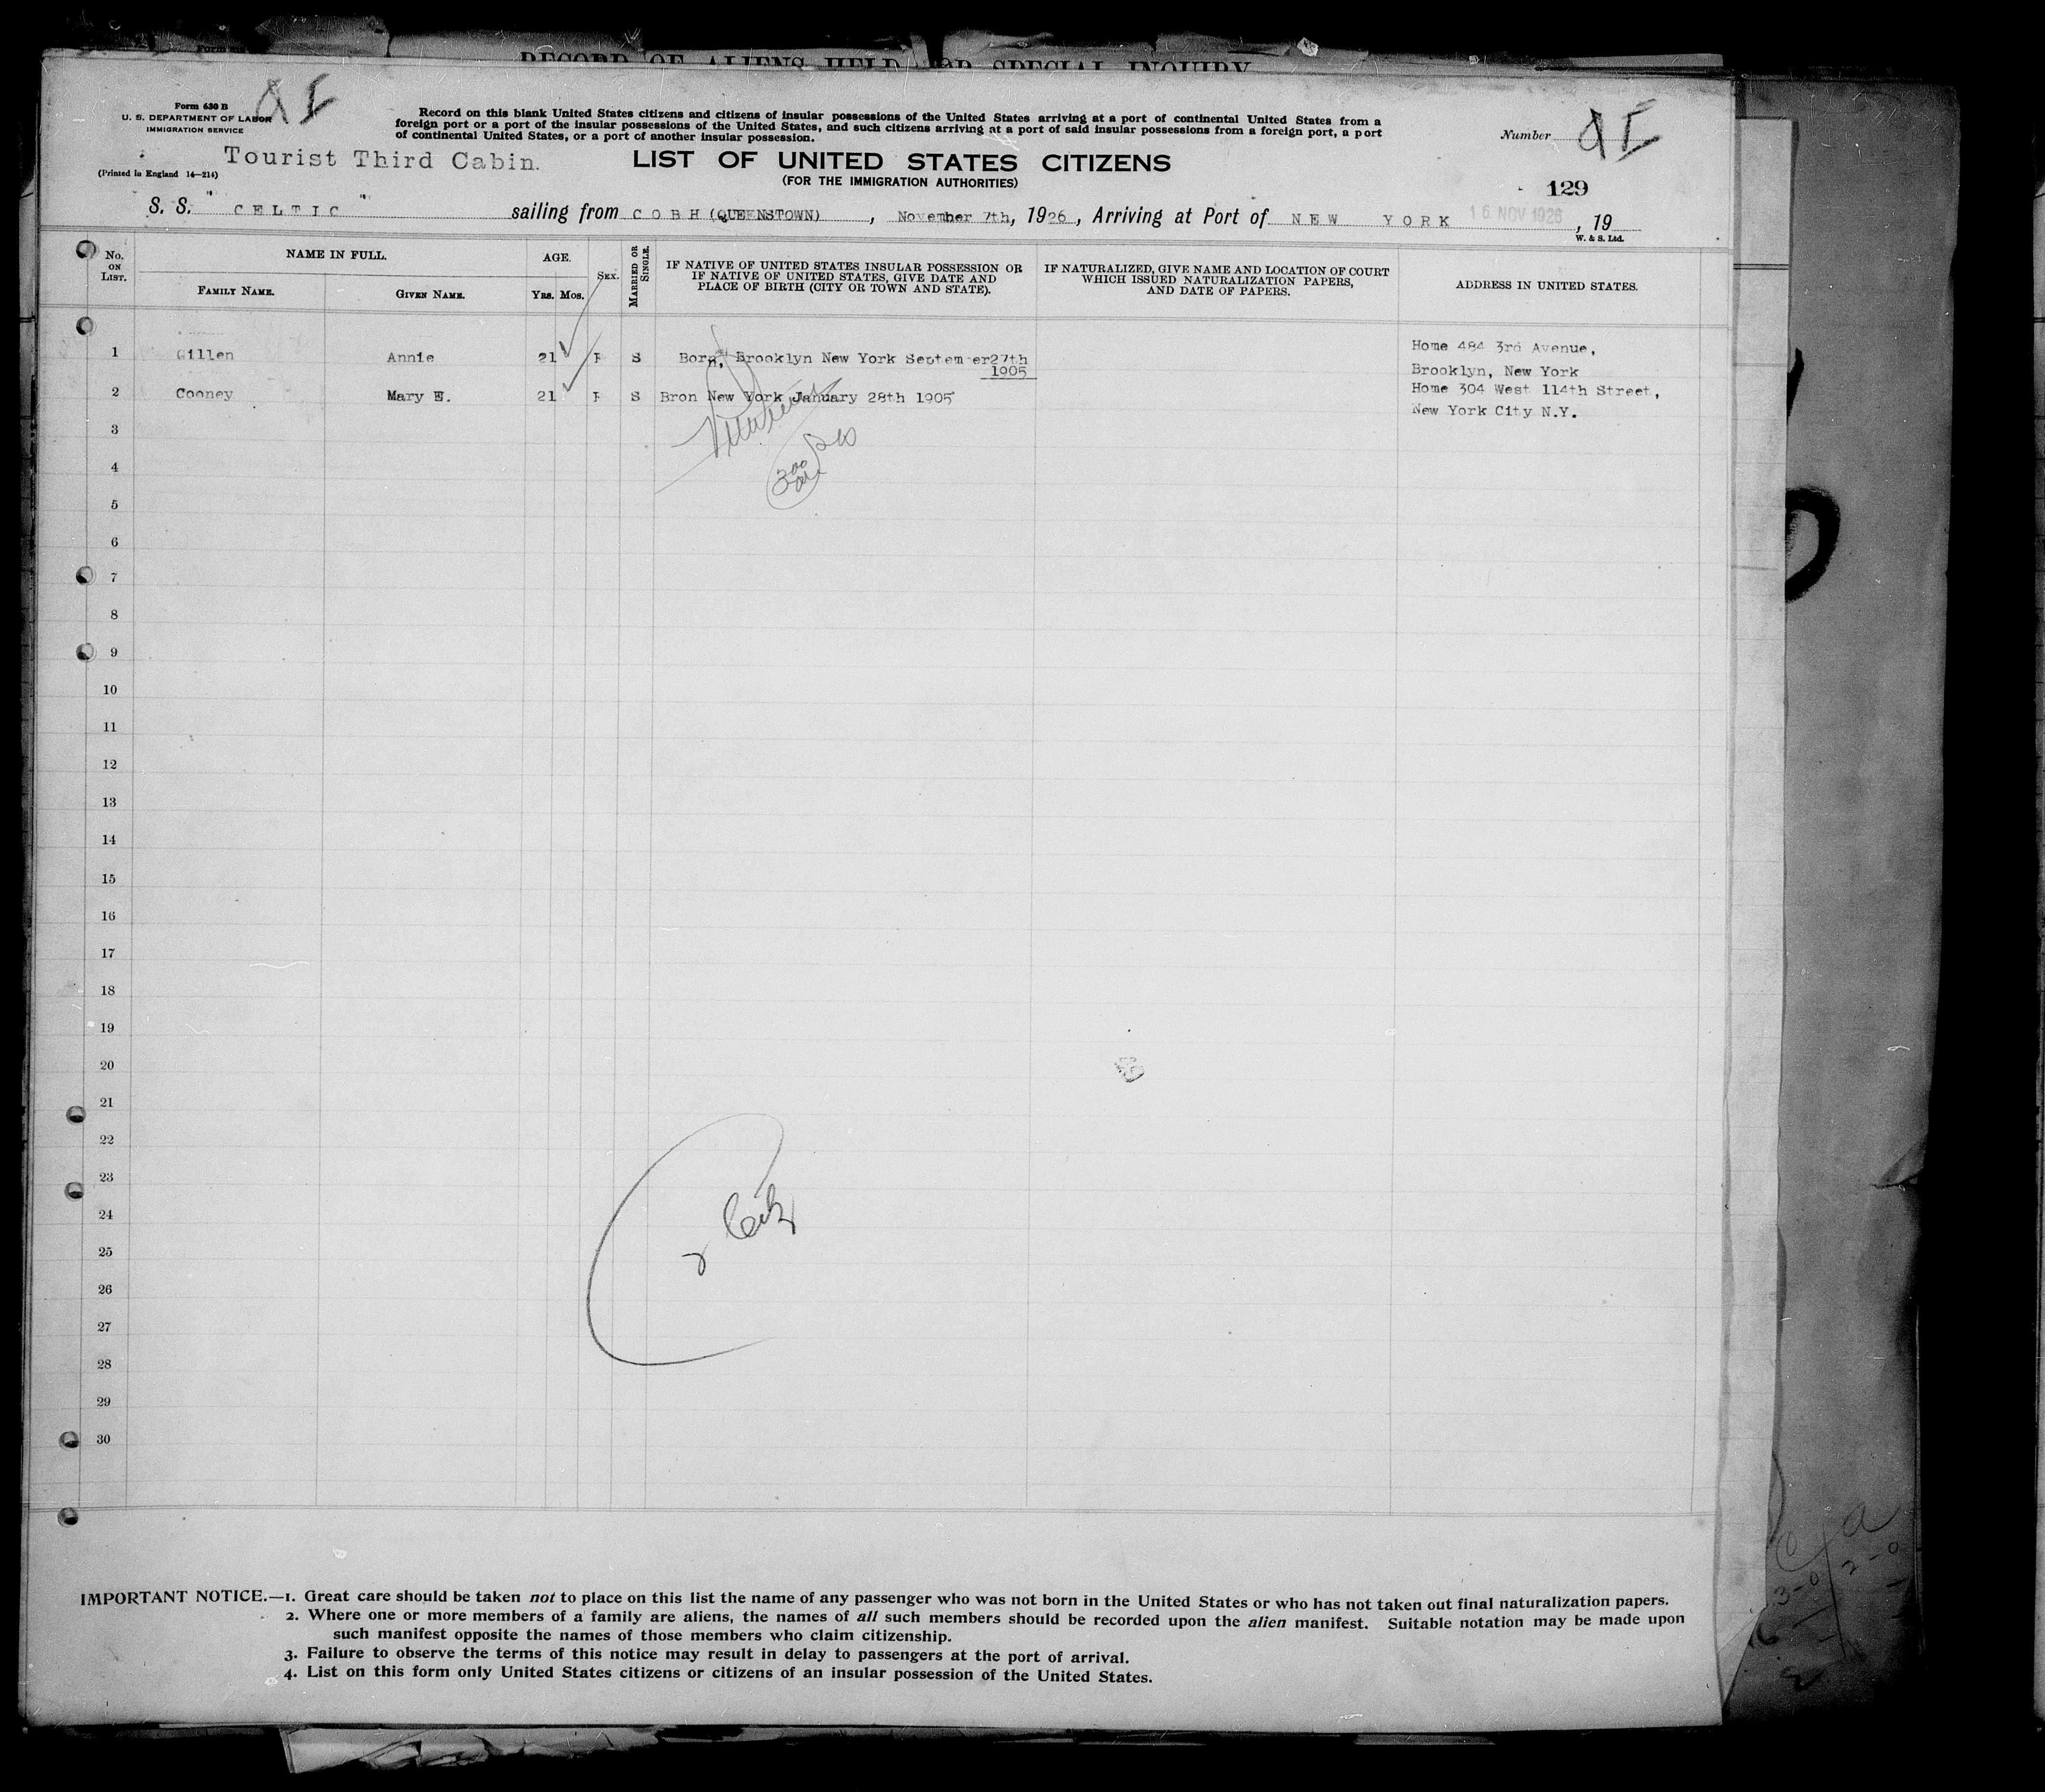 RECORD OF ALIENS HELD FOR SPECIAL INQUIRY
Form 630 B
U. S. DEPARTMENT OF LABOR
IMMIGRATION SERVICE
Record on this blank United States citizens and citizens of insular possessions of the United States arriving at a port of continental United States from a
foreign port or a port of the insular possessions of the United States, and such citizens arriving at a port of said insular possessions from a foreign port, a port
of continental United States, or a port of another insular possession.
Number
Tourist Third Cabin.
LIST OF UNITED STATES CITIZENS
(Printed in England 14—214)
(FOR THE IMMIGRATION AUTHORITIES)
129
S. S. "CELTIC" sailing from COBH (QUEENSTOWN), November 7th, 1926, Arriving at Port of NEW YORK 16 NOV 1926, 19
W. & S. Ltd.
No. ON LIST.
NAME IN FULL.
FAMILY NAME.
GIVEN NAME.
AGE.
YRS. MOS.
SEX.
MARRIED OR SINGLE.
IF NATIVE OF UNITED STATES INSULAR POSSESSION OR
IF NATIVE OF UNITED STATES, GIVE DATE AND
PLACE OF BIRTH (CITY OR TOWN AND STATE).
IF NATURALIZED, GIVE NAME AND LOCATION OF COURT
WHICH ISSUED NATURALIZATION PAPERS,
AND DATE OF PAPERS.
ADDRESS IN UNITED STATES.
1 Gillen Annie 21 F S Born, Brooklyn New York Septem er27th
1905
Home 484 3rd Avenue,
Brooklyn, New York
2 Cooney Mary E. 21 F S Bron New York January 28th 1905
Home 304 West 114th Street,
New York City N.Y.
3
4
5
6
7
8
9
10
11
12
13
14
15
16
17
18
19
20
21
22
23
24
25
26
27
28
29
30
IMPORTANT NOTICE.—1. Great care should be taken not to place on this list the name of any passenger who was not born in the United States or who has not taken out final naturalization papers.
2. Where one or more members of a family are aliens, the names of all such members should be recorded upon the alien manifest. Suitable notation may be made upon
such manifest opposite the names of those members who claim citizenship.
3. Failure to observe the terms of this notice may result in delay to passengers at the port of arrival.
4. List on this form only United States citizens or citizens of an insular possession of the United States.